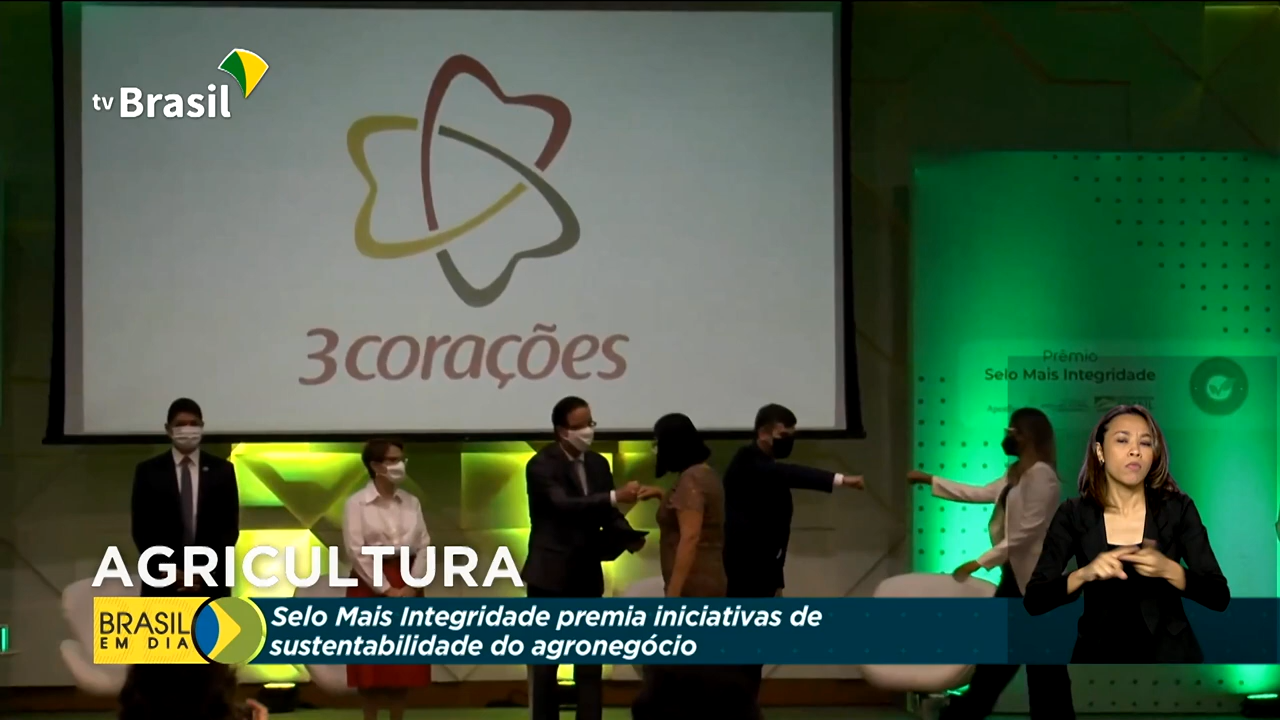 tv Brasil
3corações
Prêmio
Selo Mais Integridade
AGRICULTURA
BRASIL
EM DIA
Selo Mais Integridade premia iniciativas de
sustentabilidade do agronegócio